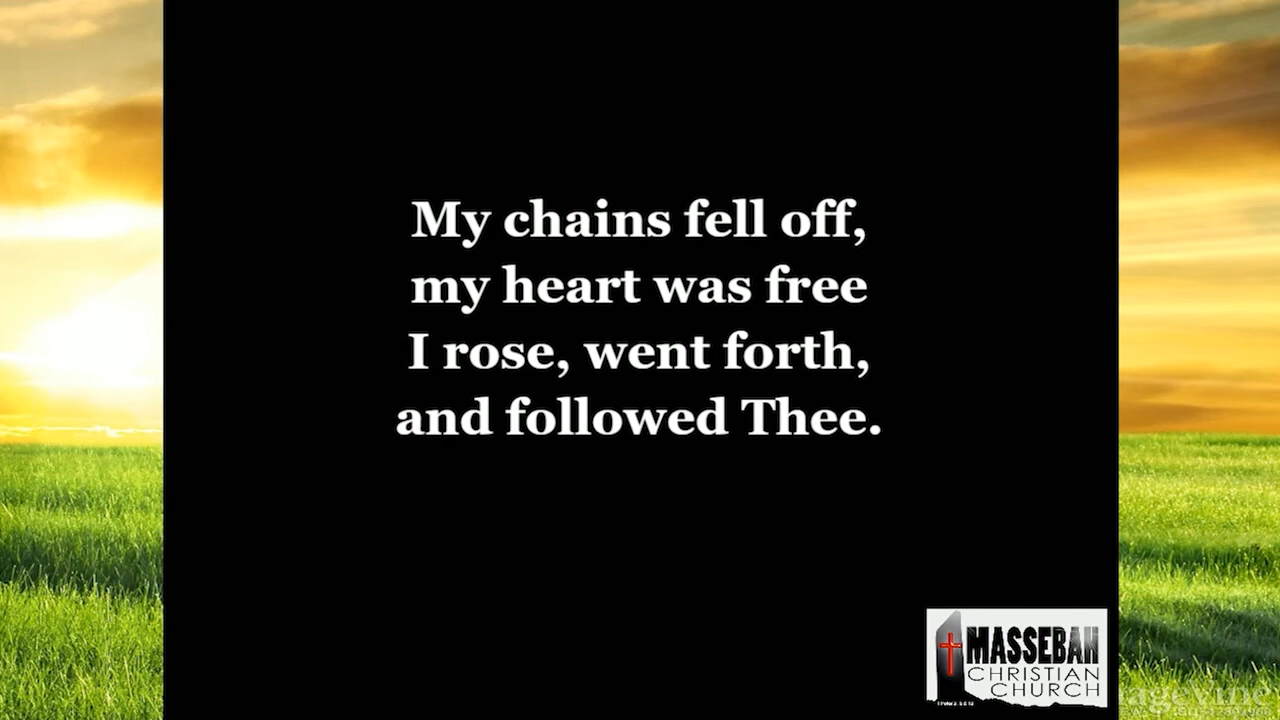 My chains fell off,
my heart was free
I rose, went forth,
and followed Thee.
MASSEBAH
CHRISTIAN
CHURCH